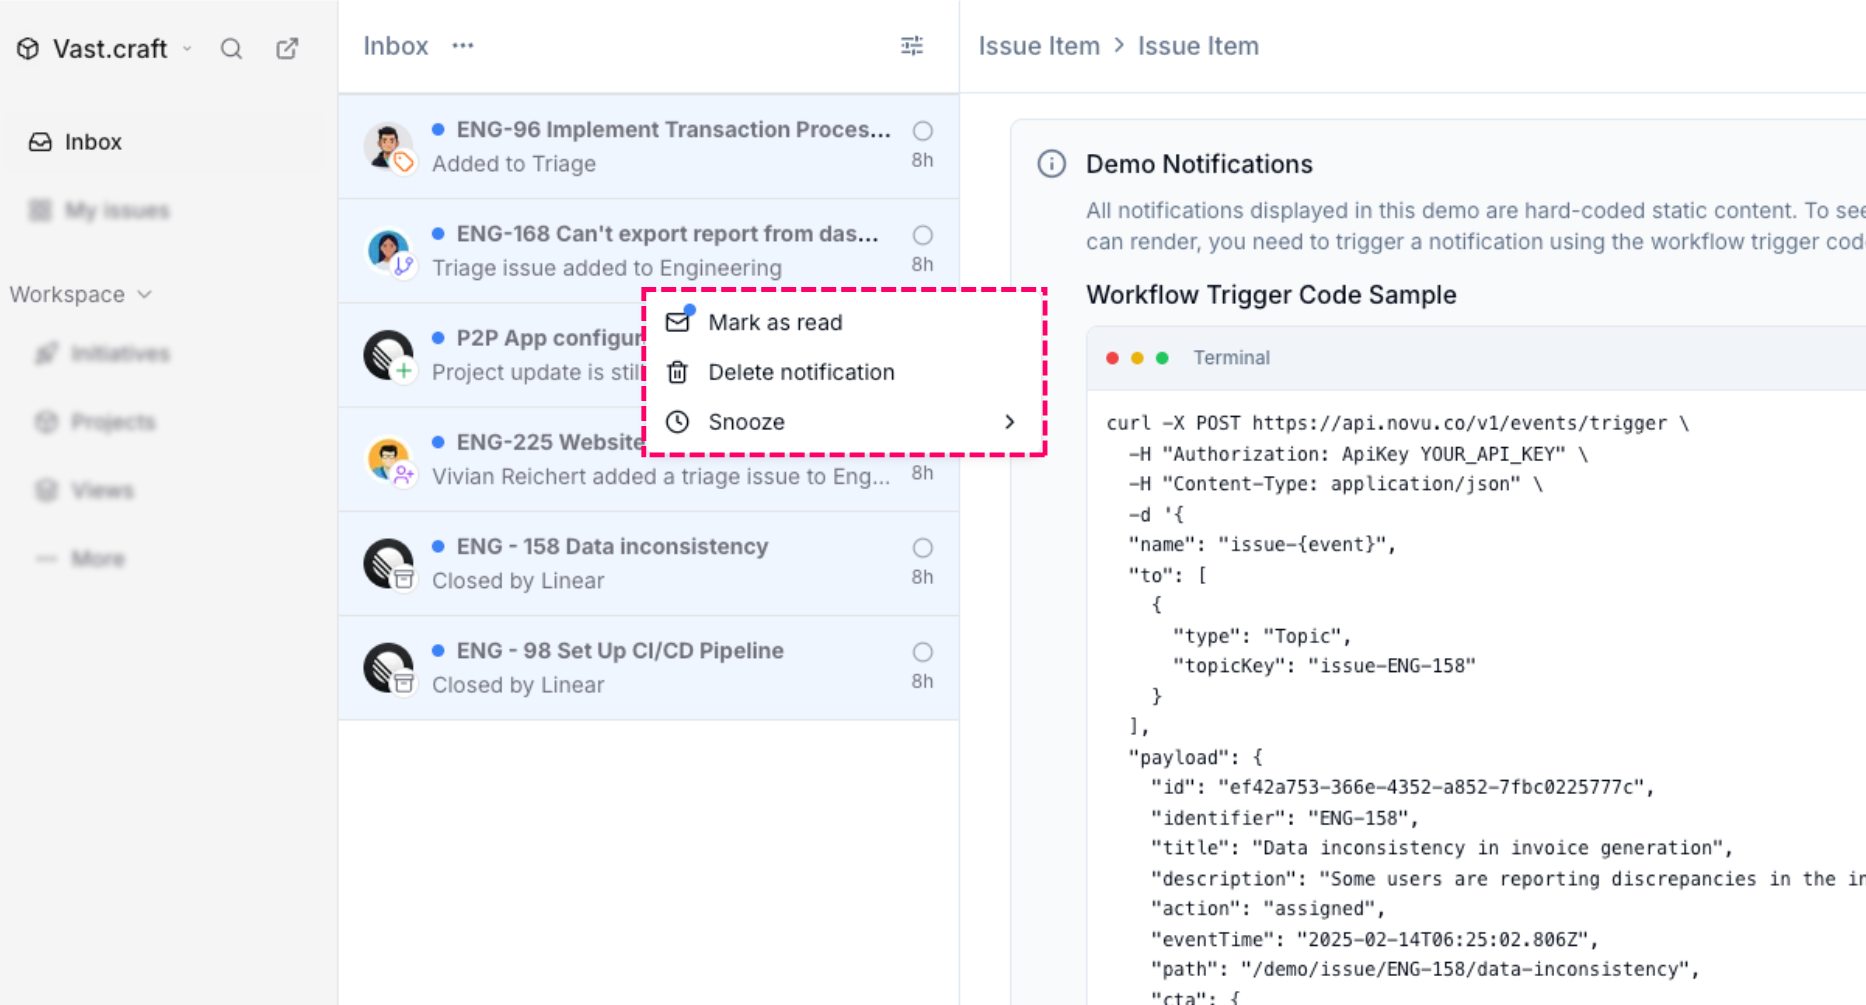 Vast.craft
Inbox
My issues
Workspace
Initiatives
Projects
Views
More
Inbox
ENG-96 Implement Transaction Proces...
Added to Triage
8h
ENG-168 Can't export report from das...
Triage issue added to Engineering
8h
P2P App configur
Project update is stil
ENG-225 Website
Vivian Reichert added a triage issue to Eng...
8h
ENG - 158 Data inconsistency
Closed by Linear
8h
ENG - 98 Set Up CI/CD Pipeline
Closed by Linear
8h
Mark as read
Delete notification
Snooze
Issue Item > Issue Item
Demo Notifications
All notifications displayed in this demo are hard-coded static content. To see
can render, you need to trigger a notification using the workflow trigger cod
Workflow Trigger Code Sample
Terminal
curl -X POST https://api.novu.co/v1/events/trigger \
-H "Authorization: ApiKey YOUR_API_KEY" \
-H "Content-Type: application/json" \
-d '{
"name": "issue-{event}",
"to": [
{
"type": "Topic",
"topicKey": "issue-ENG-158"
}
],
"payload": {
"id": "ef42a753-366e-4352-a852-7fbc0225777c",
"identifier": "ENG-158",
"title": "Data inconsistency in invoice generation",
"description": "Some users are reporting discrepancies in the in
"action": "assigned",
"eventTime": "2025-02-14T06:25:02.806Z",
"path": "/demo/issue/ENG-158/data-inconsistency",
"cta": {